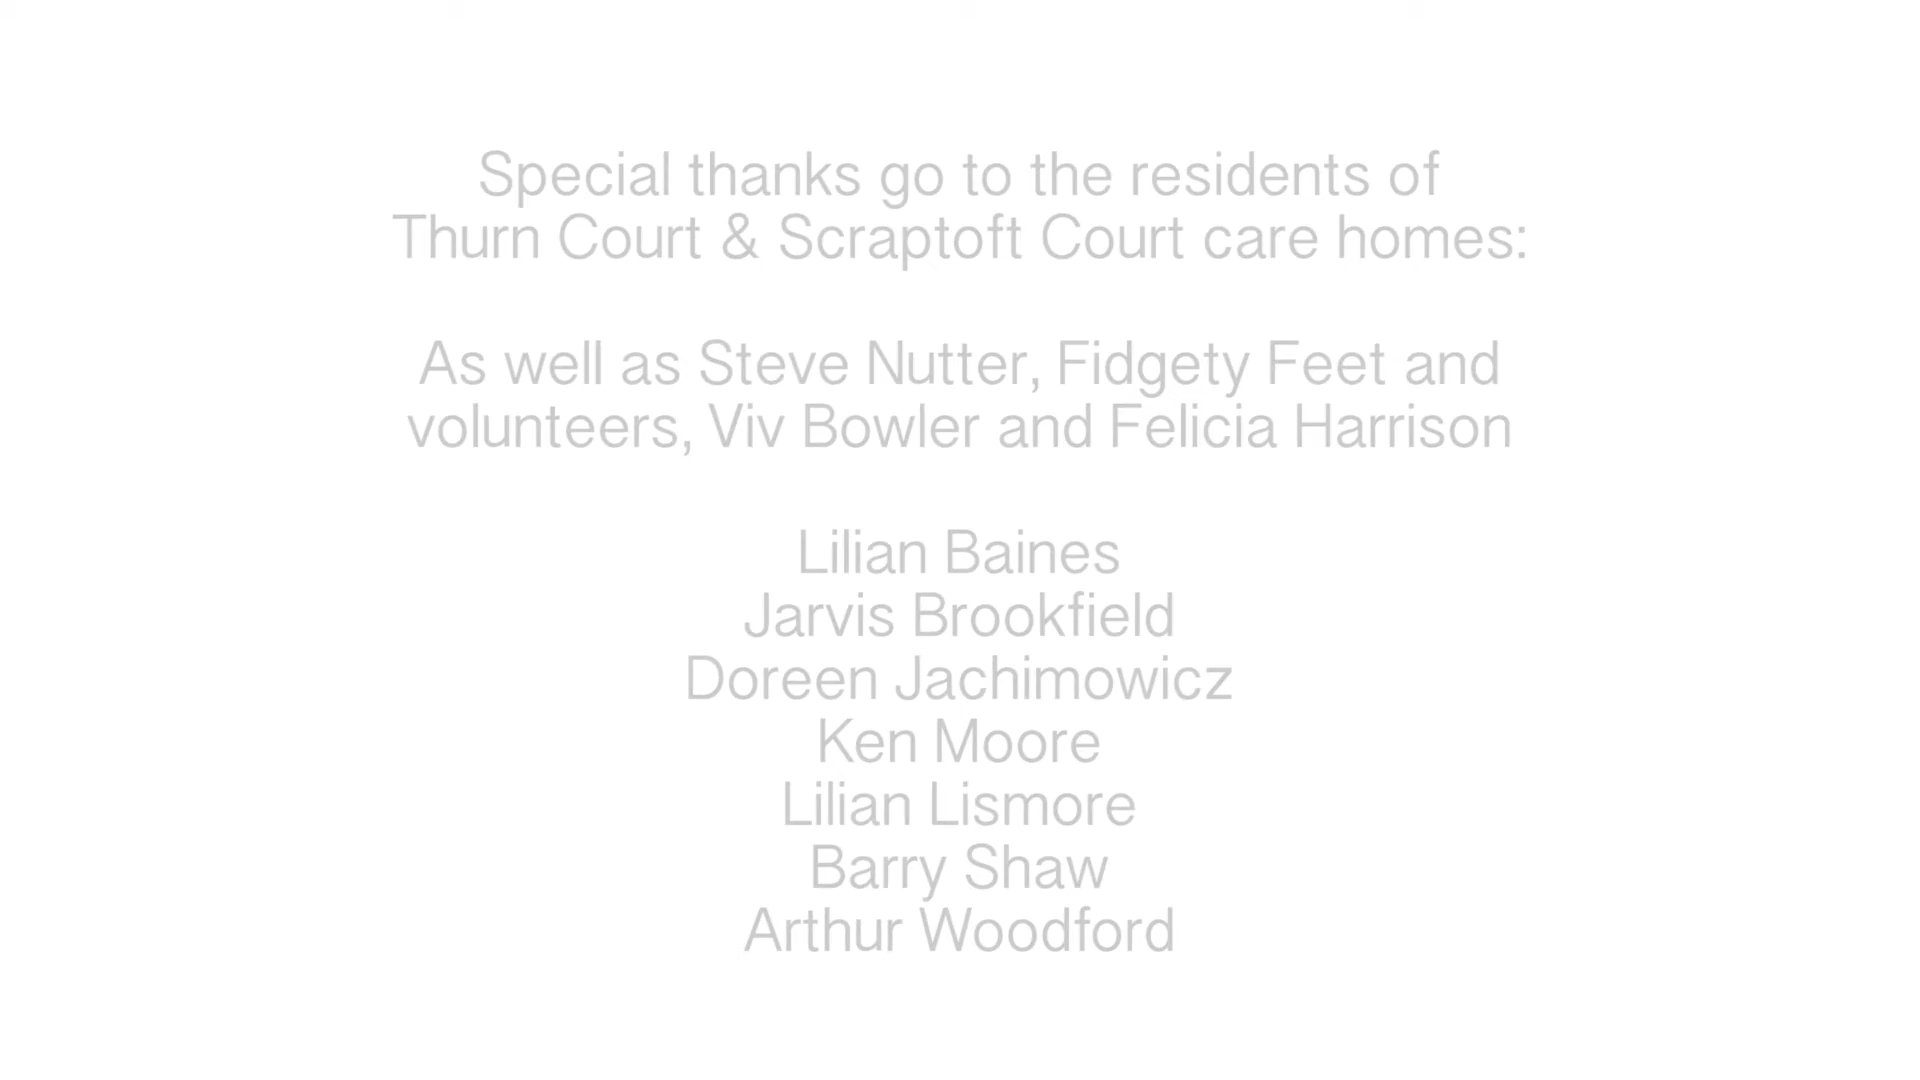 Special thanks go to the residents of
Thurn Court & Scraptoft Court care homes:
As well as Steve Nutter, Fidgety Feet and
volunteers, Viv Bowler and Felicia Harrison
Lilian Baines
Jarvis Brookfield
Doreen Jachimowicz
Ken Moore
Lilian Lismore
Barry Shaw
Arthur Woodford